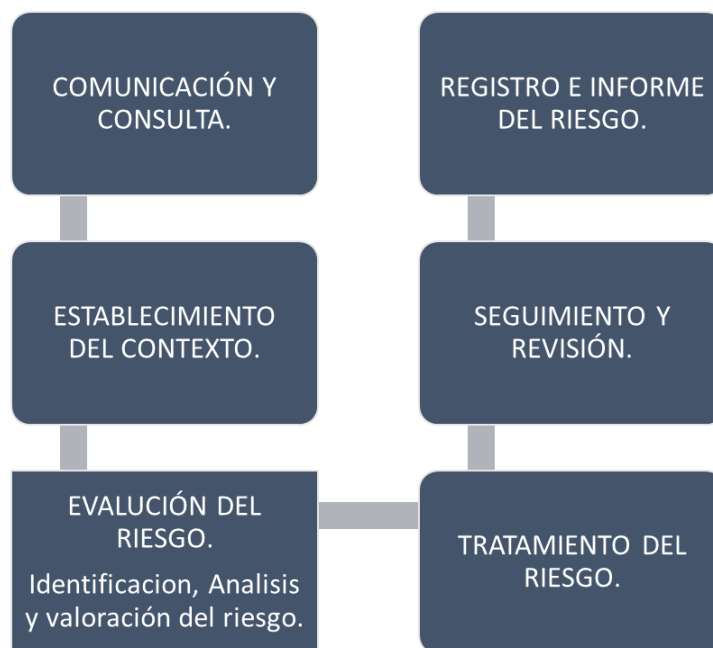 COMUNICACIÓN Y
CONSULTA.
ESTABLECIMIENTO
DEL CONTEXTO.
EVALUCIÓN DEL
RIESGO.
Identificacion, Analisis
y valoración del riesgo.
TRATAMIENTO DEL
RIESGO.
SEGUIMIENTO Y
REVISIÓN.
REGISTRO E INFORME
DEL RIESGO.